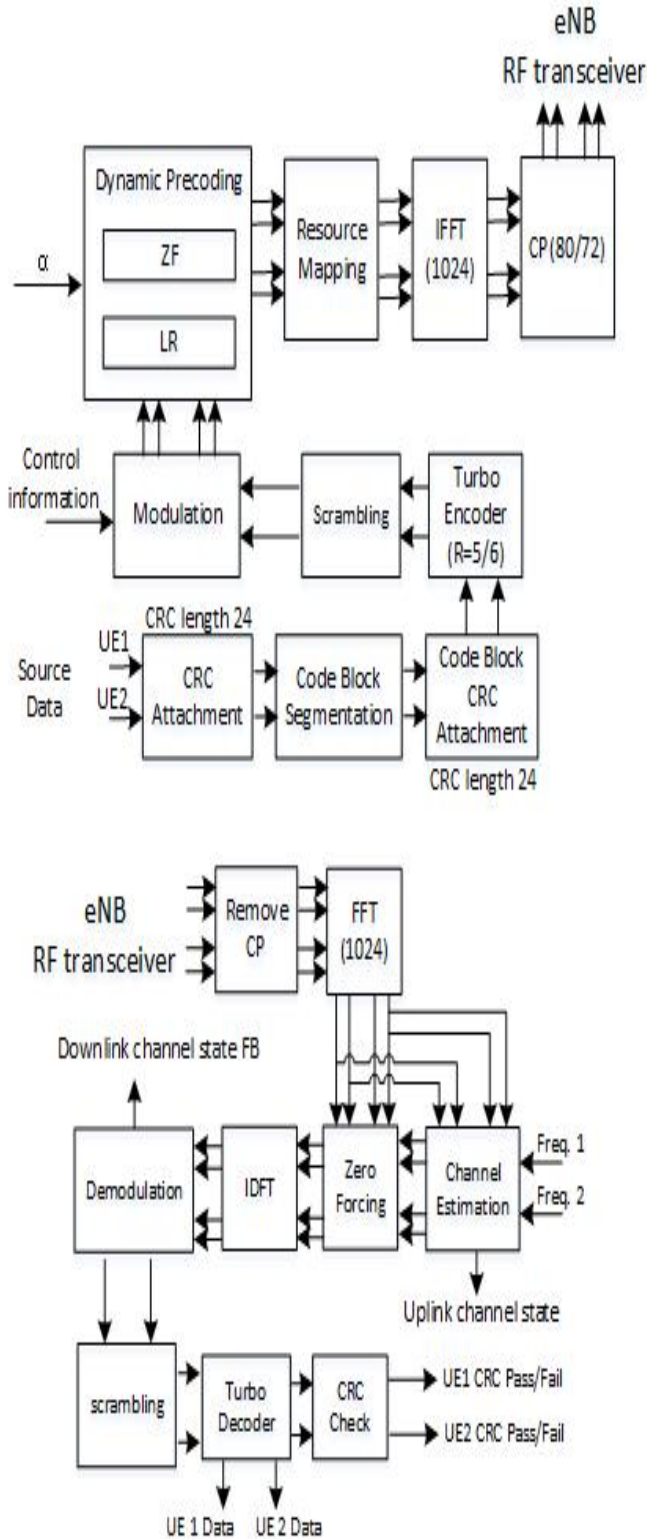 eNB
RF transceiver
Dynamic Precoding
ZF
LR
α
Resource
Mapping
IFFT
(1024)
CP(80/72)
Control
information
Modulation
Scrambling
Turbo
Encoder
(R=5/6)
CRC length 24
UE1
UE2
Source
Data
CRC
Attachment
Code Block
Segmentation
Code Block
CRC
Attachment
CRC length 24
eNB
RF transceiver
Remove
CP
FFT
(1024)
Downlink channel state FB
Demodulation
IDFT
Zero
Forcing
Channel
Estimation
Freq. 1
Freq. 2
Uplink channel state
scrambling
Turbo
Decoder
CRC
Check
UE1 CRC Pass/Fail
UE2 CRC Pass/Fail
UE 1 Data
UE 2 Data